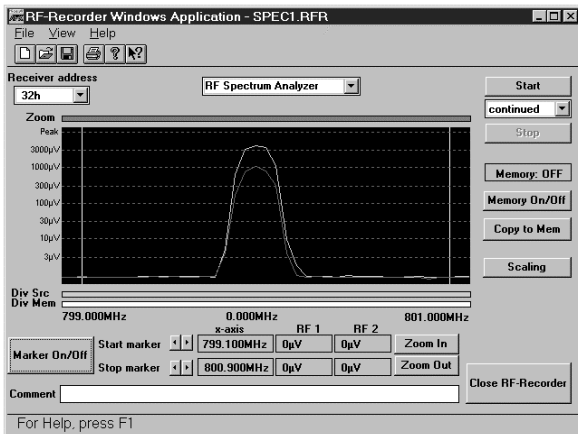 RF-Recorder Windows Application - SPEC1.RFR
File View Help
Receiver address
32h
RF Spectrum Analyzer
Start
continued
Stop
Zoom
Peak
3000µV
1000µV
300µV
100µV
30µV
10µV
3µV
Memory: OFF
Memory On/Off
Copy to Mem
Scaling
Div Src
Div Mem
799.000MHz 0.000MHz 801.000MHz
x-axis RF 1 RF 2
Marker On/Off
Start marker 799.100MHz 0µV 0µV Zoom In
Stop marker 800.900MHz 0µV 0µV Zoom Out
Close RF-Recorder
Comment
For Help, press F1